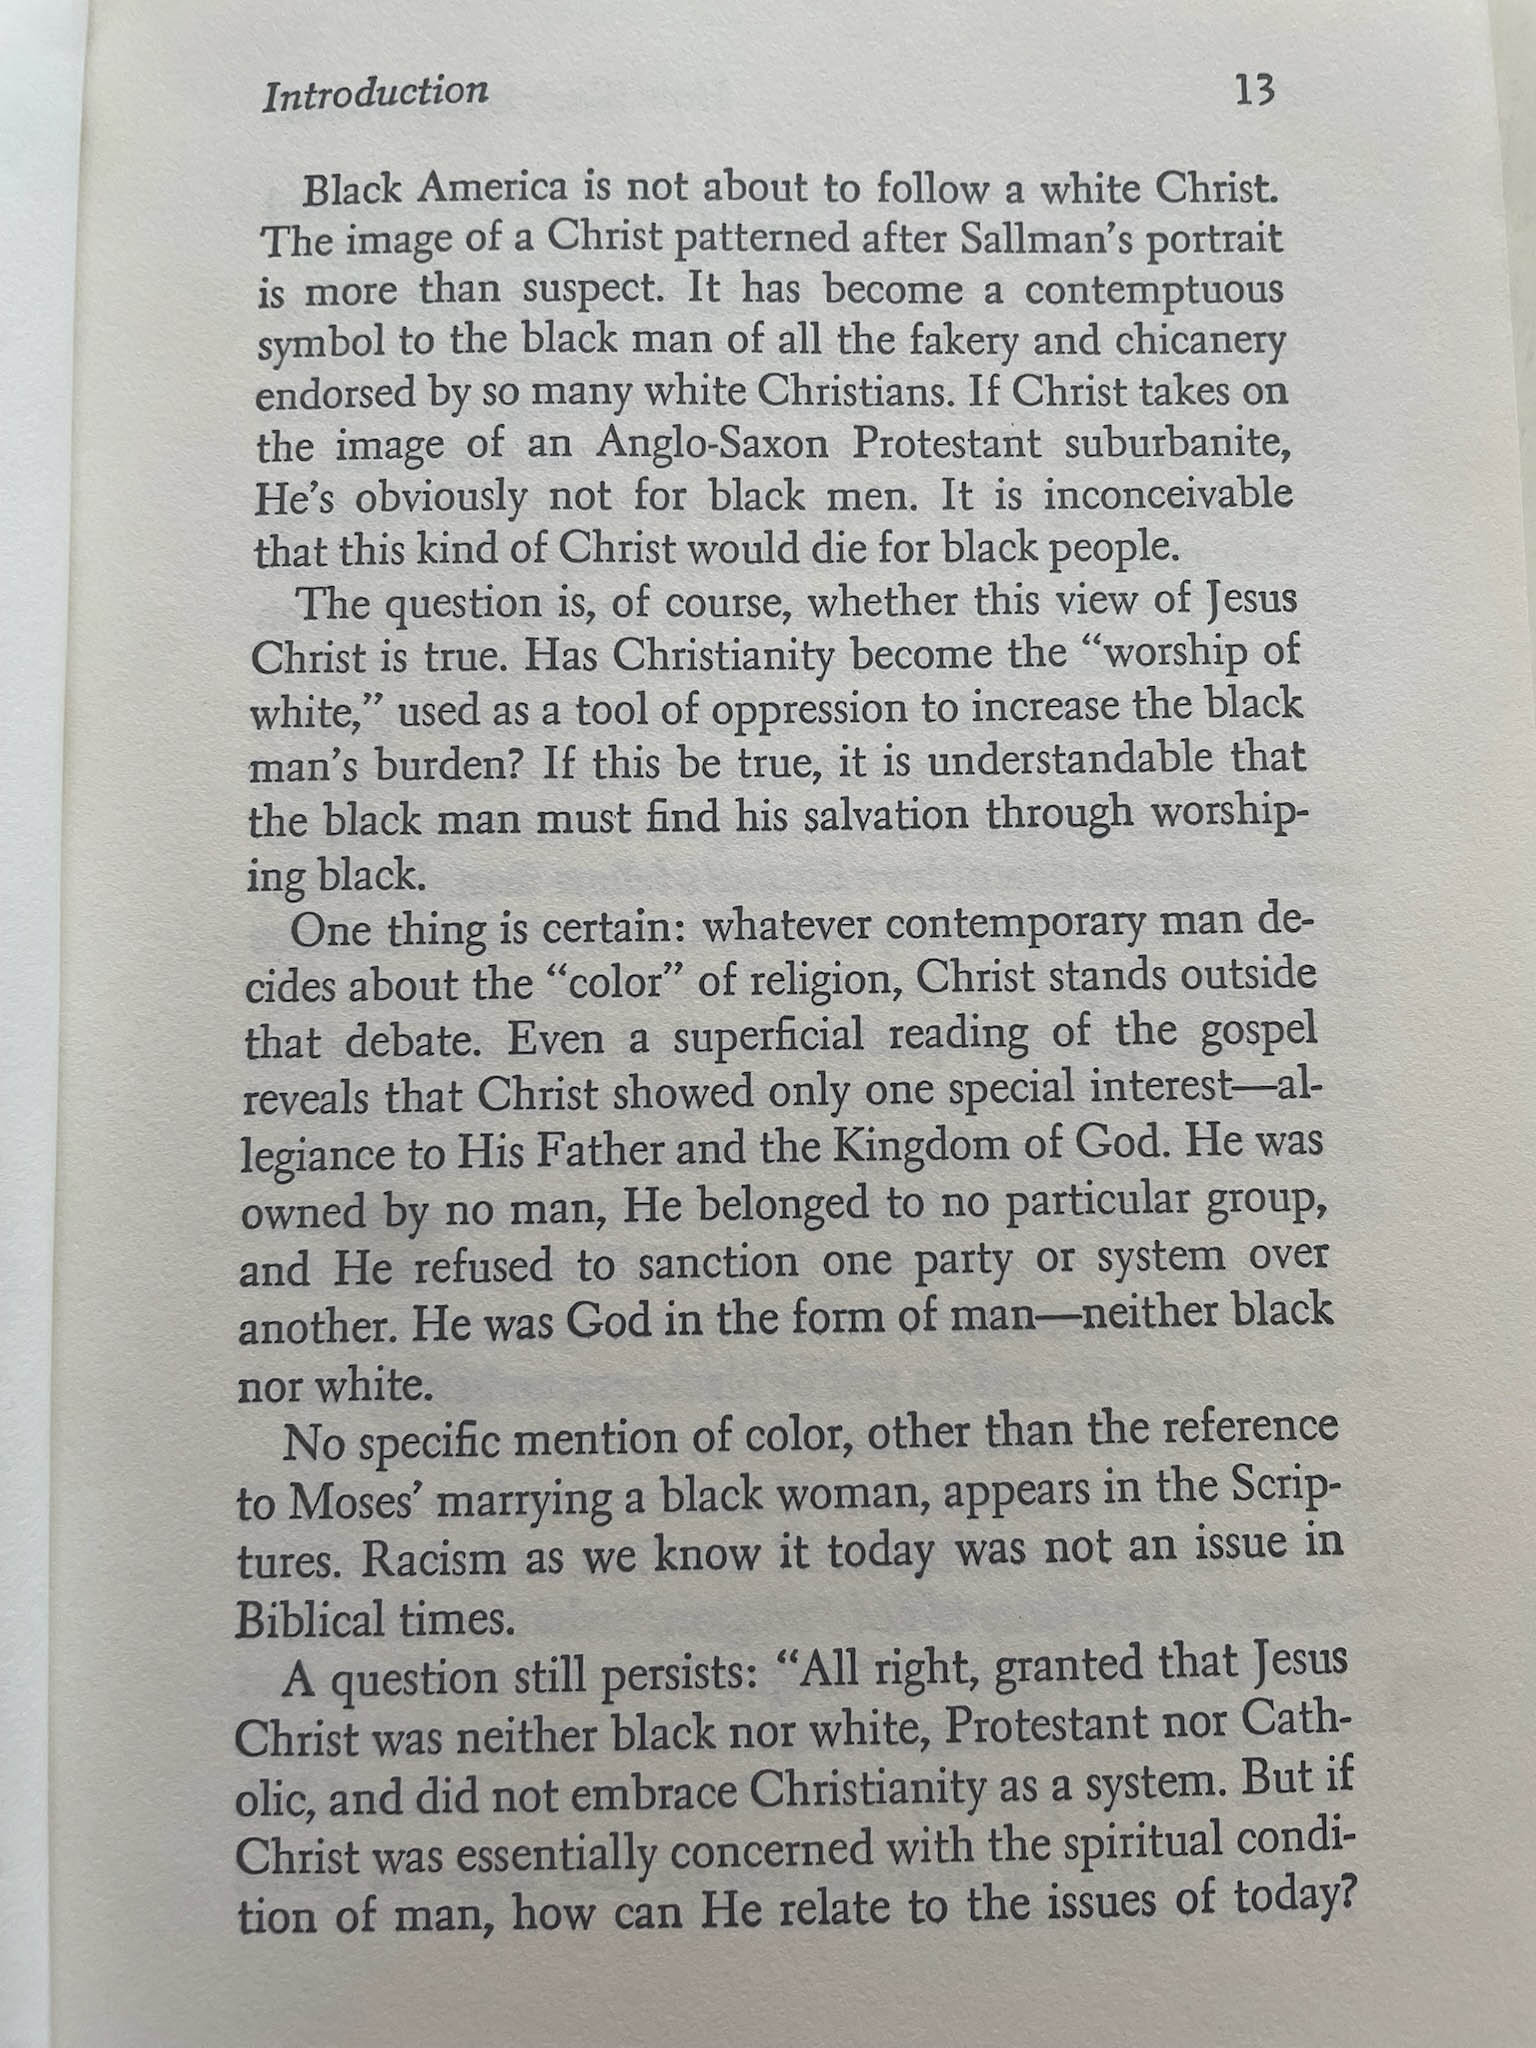 Introduction 13
Black America is not about to follow a white Christ.
The image of a Christ patterned after Sallman's portrait
is more than suspect. It has become a contemptuous
symbol to the black man of all the fakery and chicanery
endorsed by so many white Christians. If Christ takes on
the image of an Anglo-Saxon Protestant suburbanite,
He's obviously not for black men. It is inconceivable
that this kind of Christ would die for black people.
The question is, of course, whether this view of Jesus
Christ is true. Has Christianity become the “worship of
white,” used as a tool of oppression to increase the black
man's burden? If this be true, it is understandable that
the black man must find his salvation through worship-
ing black.
One thing is certain: whatever contemporary man de-
cides about the “color” of religion, Christ stands outside
that debate. Even a superficial reading of the gospel
reveals that Christ showed only one special interest—al-
legiance to His Father and the Kingdom of God. He was
owned by no man, He belonged to no particular group,
and He refused to sanction one party or system over
another. He was God in the form of man—neither black
nor white.
No specific mention of color, other than the reference
to Moses' marrying a black woman, appears in the Scrip-
tures. Racism as we know it today was not an issue in
Biblical times.
A question still persists: “All right, granted that Jesus
Christ was neither black nor white, Protestant nor Cath-
olic, and did not embrace Christianity as a system. But if
Christ was essentially concerned with the spiritual condi-
tion of man, how can He relate to the issues of today?